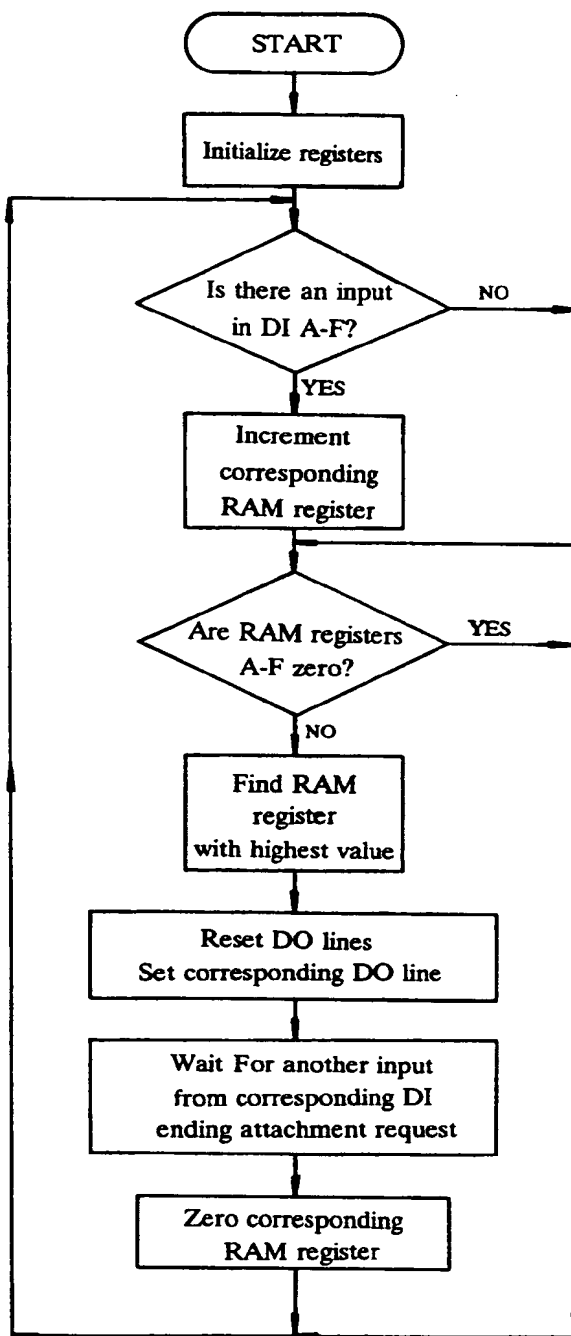 START
Initialize registers
Is there an input
in DI A-F?
NO
YES
Increment
corresponding
RAM register
Are RAM registers
A-F zero?
YES
NO
Find RAM
register
with highest value
Reset DO lines
Set corresponding DO line
Wait For another input
from corresponding DI
ending attachment request
Zero corresponding
RAM register